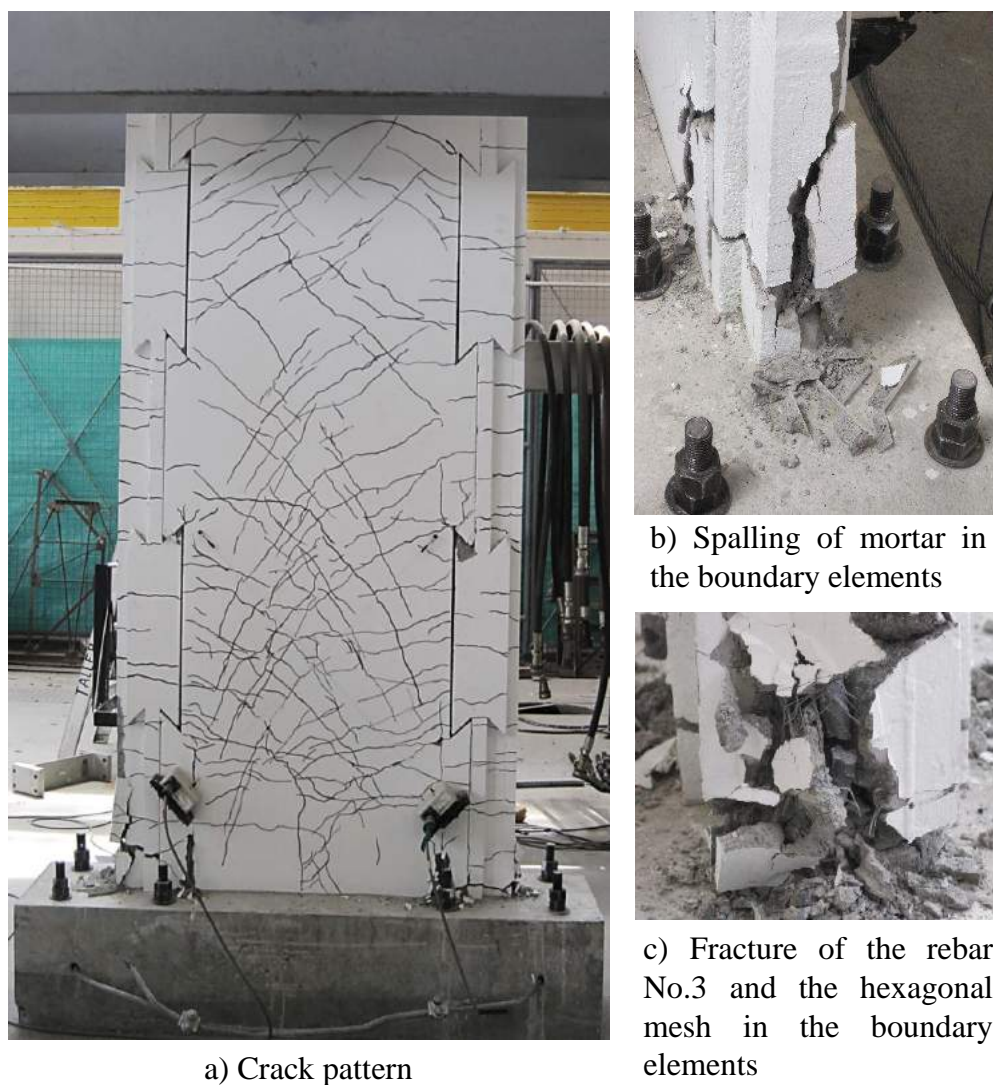 TALLER
a) Crack pattern
b) Spalling of mortar in
the boundary elements
c) Fracture of the rebar
No.3 and the hexagonal
mesh in the boundary
elements